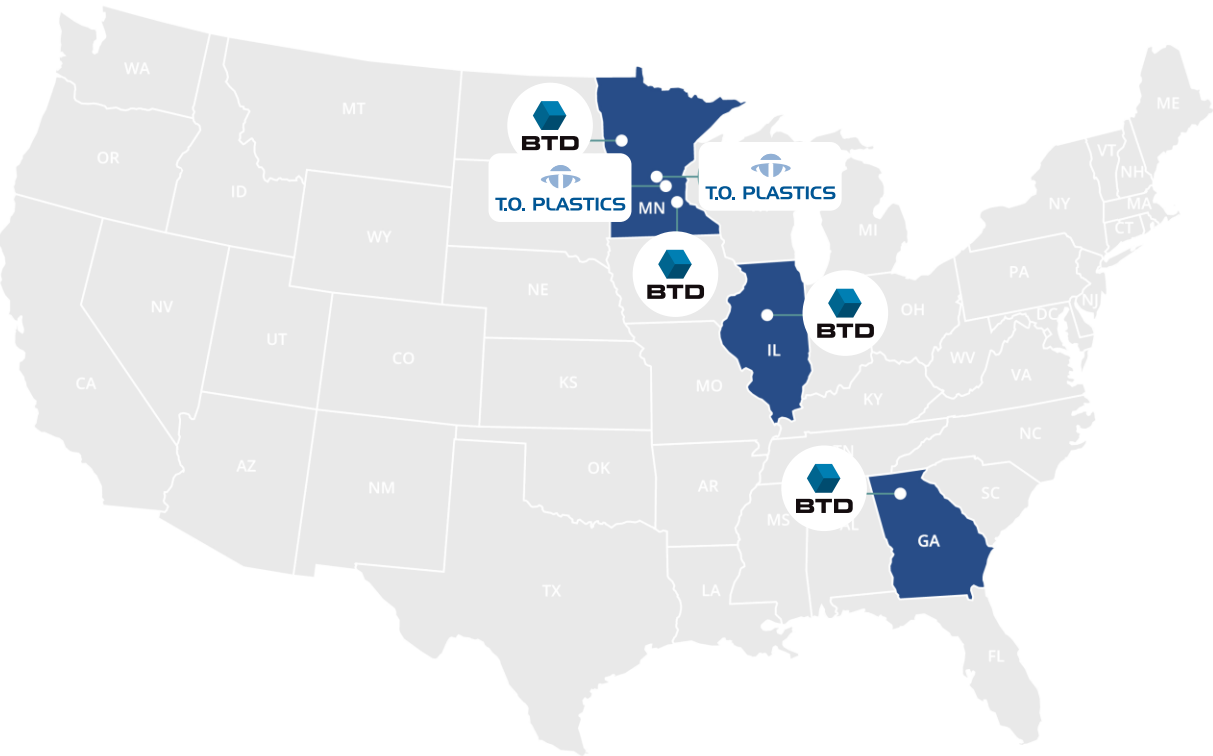 WA
MT
ME
BTD
OR
VT
NH
ID
T.O. PLASTICS
T.O. PLASTICS
MN
NY
MA
CT
WY
MI
PA
BTD
NE
NV
NJ
OH
DC
BTD
UT
IL
CO
WV
VA
CA
KS
MO
KY
NC
TN
AZ
OK
NM
AR
SC
BTD
MS
AL
GA
TX
LA
FL